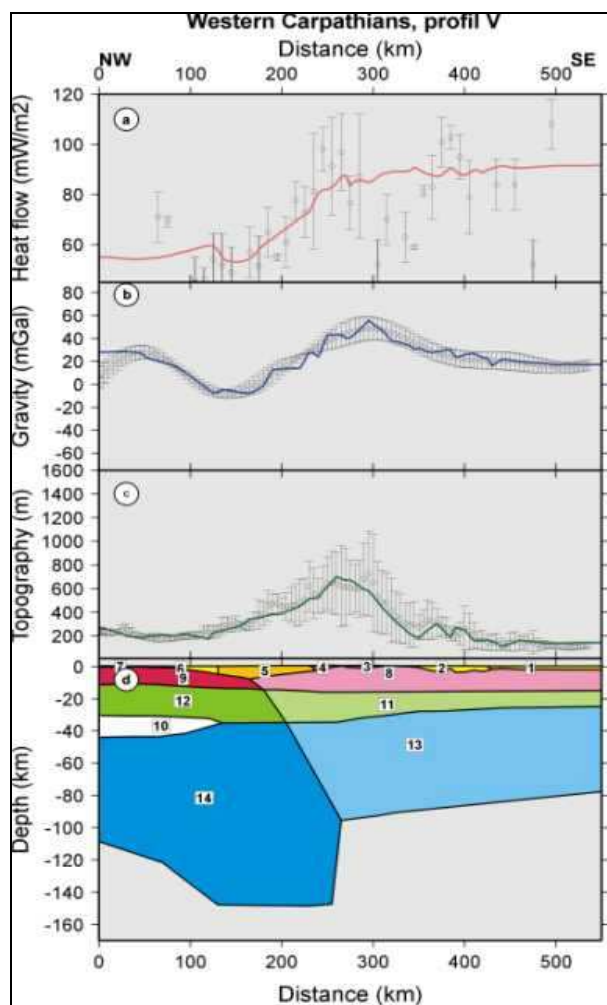 Western Carpathians, profil V
Distance (km)
NW SE
0 100 200 300 400 500
a
Heat flow (mW/m2)
120
100
80
60
b
Gravity (mGal)
80
60
40
20
0
-20
-40
-60
c
Topography (m)
1600
1400
1200
1000
800
600
400
200
d
Depth (km)
0
-20
-40
-60
-80
-100
-120
-140
-160
7 6 5 4 3 2 1
9 8
12 11
10
13
14
0 100 200 300 400 500
Distance (km)